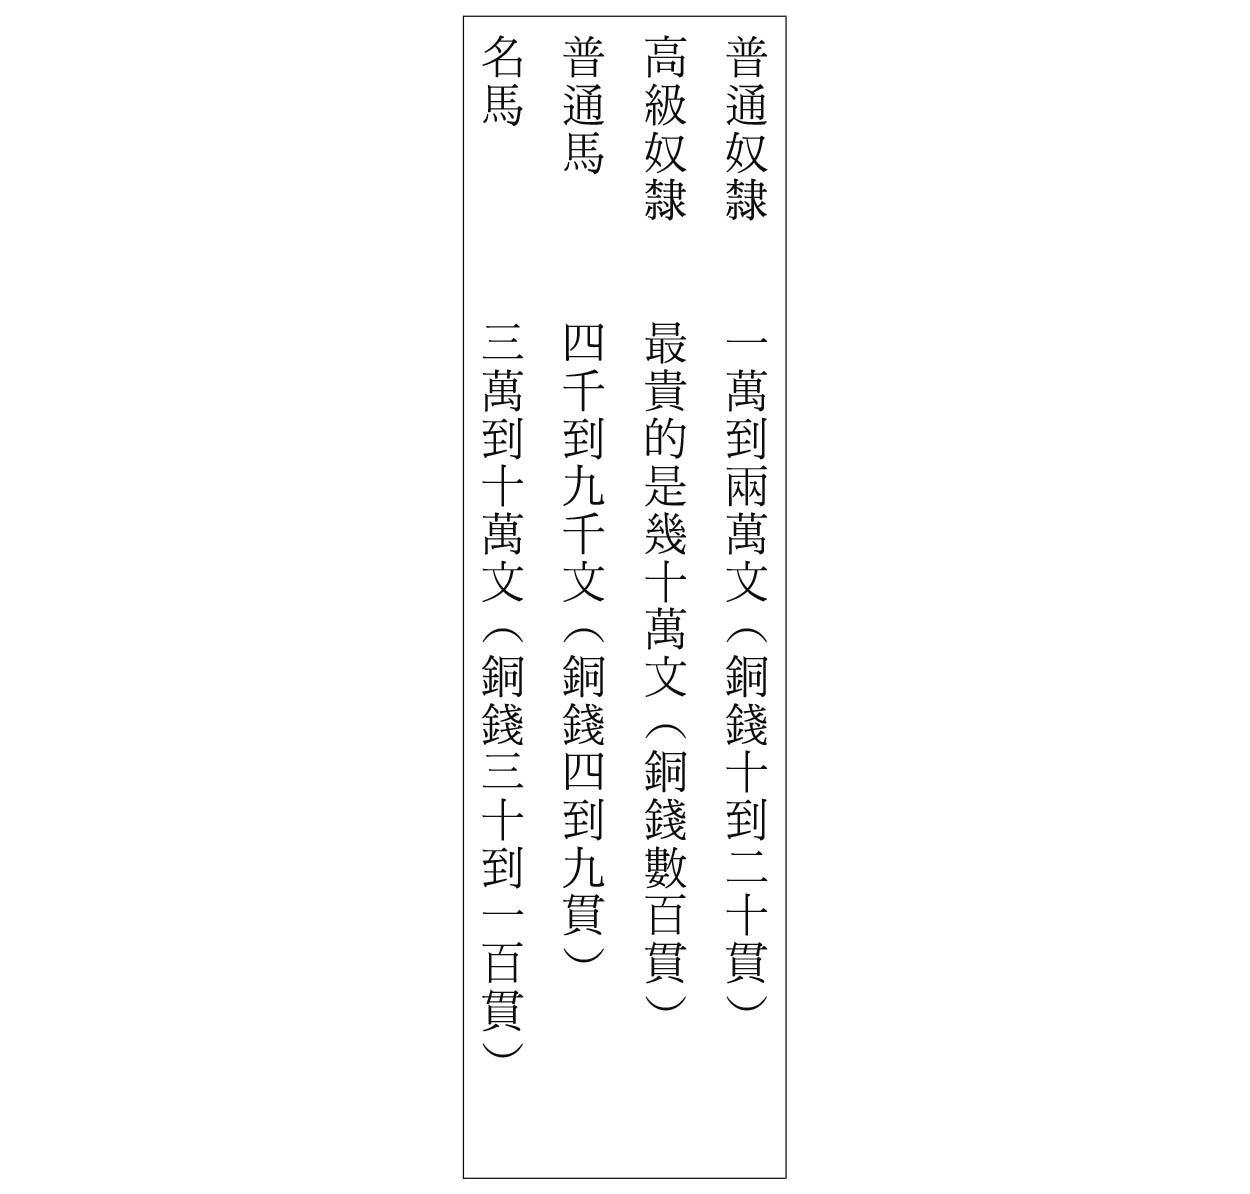 普通奴隸　　一萬到兩萬文（銅錢十到二十貫）
高級奴隸　　最貴的是幾十萬文（銅錢數百貫）
普通馬　　　四千到九千文（銅錢四到九貫）
名馬　　　　三萬到十萬文（銅錢三十到一百貫）